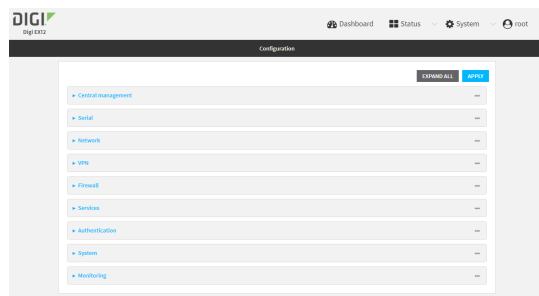 DIGI
Digi EX12
Dashboard Status System root
Configuration
EXPAND ALL APPLY
Central management
Serial
Network
VPN
Firewall
Services
Authentication
System
Monitoring